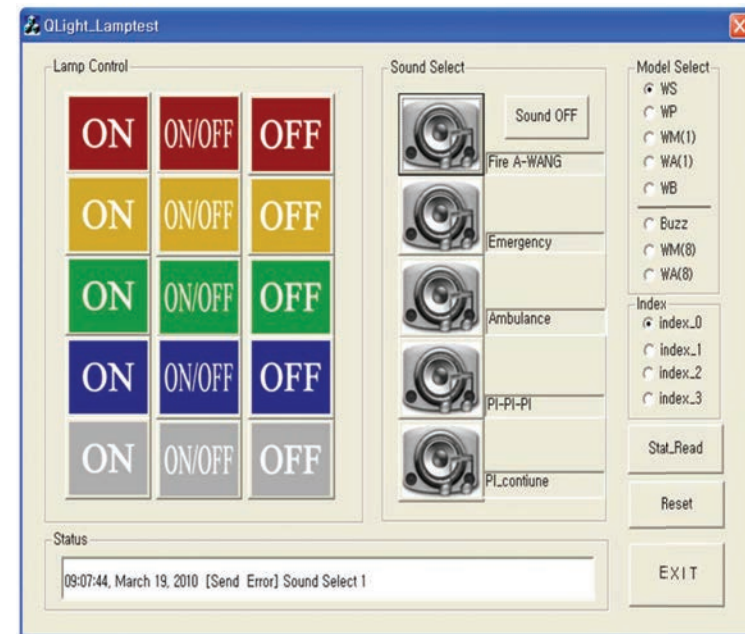 QLight_Lamptest
Lamp Control
ON ON/OFF OFF
ON ON/OFF OFF
ON ON/OFF OFF
ON ON/OFF OFF
ON ON/OFF OFF
Sound Select
Sound OFF
Fire A-WANG
Emergency
Ambulance
PI-PI-PI
PI_contiune
Model Select
WS
WP
WM(1)
WA(1)
WB
Buzz
WM(8)
WA(8)
Index
index_0
index_1
index_2
index_3
Stat_Read
Reset
EXIT
Status
09:07:44, March 19, 2010 [Send Error] Sound Select 1